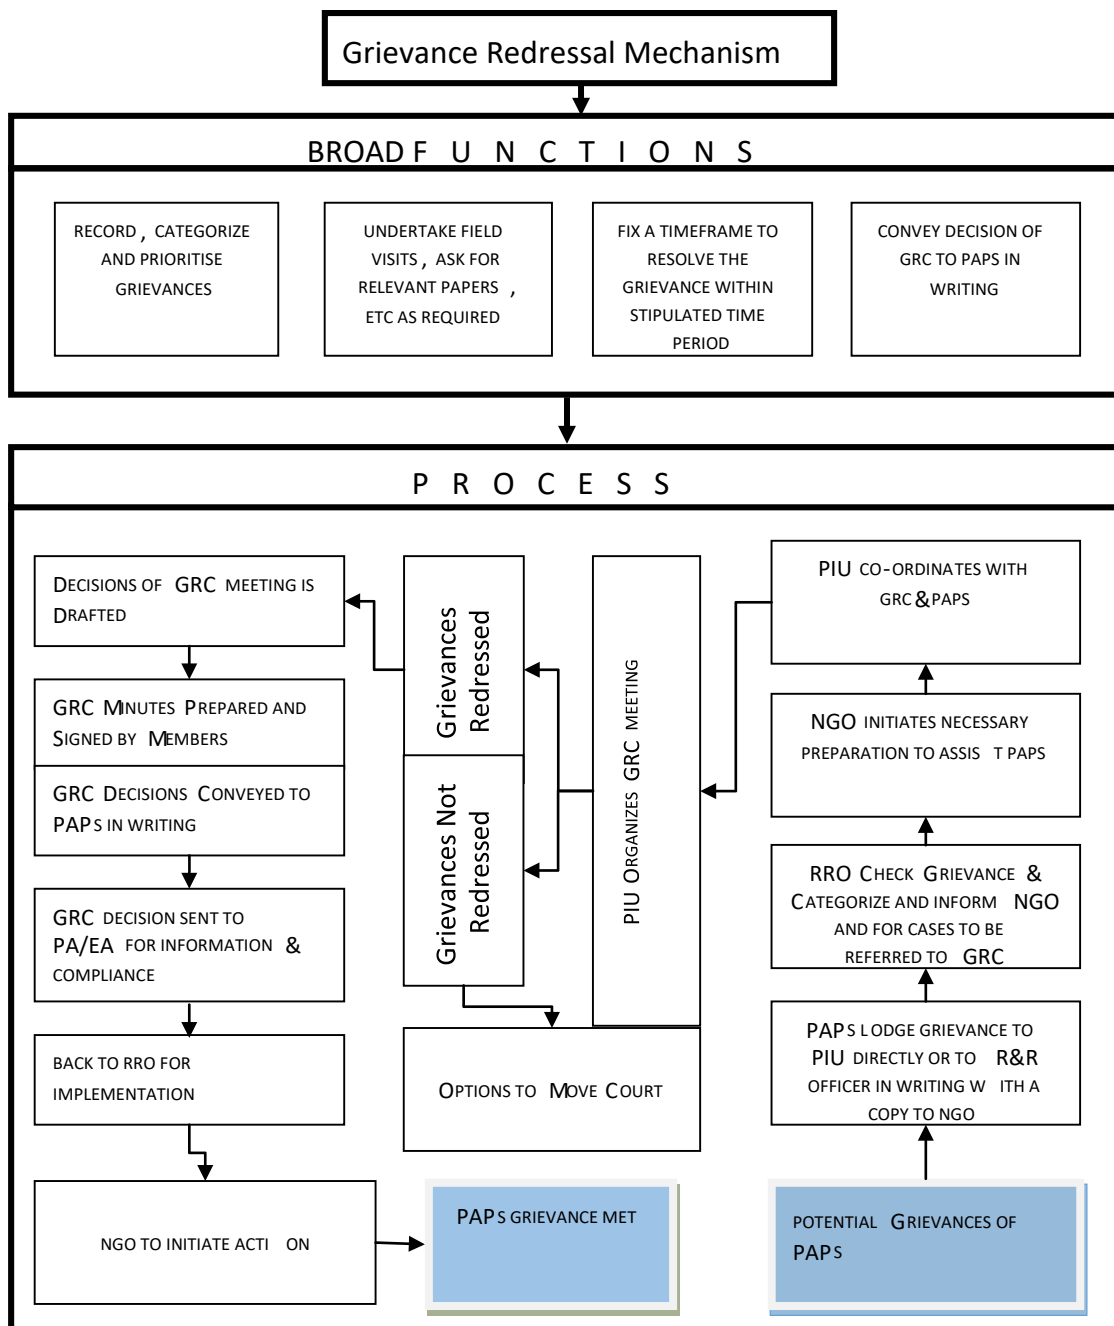 Grievance Redressal Mechanism
BROAD F U N C T I O N S
RECORD , CATEGORIZE
AND PRIORITISE
GRIEVANCES
UNDERTAKE FIELD
VISITS , ASK FOR
RELEVANT PAPERS ,
ETC AS REQUIRED
FIX A TIMEFRAME TO
RESOLVE THE
GRIEVANCE WITHIN
STIPULATED TIME
PERIOD
CONVEY DECISION OF
GRC TO PAPS IN
WRITING
P R O C E S S
DECISIONS OF GRC MEETING IS
DRAFTED
GRC MINUTES PREPARED AND
SIGNED BY MEMBERS
GRC DECISIONS CONVEYED TO
PAPS IN WRITING
GRC DECISION SENT TO
PA/EA FOR INFORMATION &
COMPLIANCE
BACK TO RRO FOR
IMPLEMENTATION
NGO TO INITIATE ACTI ON
Grievances
Redressed
Grievances Not
Redressed
PIU ORGANIZES GRC MEETING
OPTIONS TO MOVE COURT
PAPS GRIEVANCE MET
PIU CO-ORDINATES WITH
GRC &PAPS
NGO INITIATES NECESSARY
PREPARATION TO ASSIS T PAPS
RRO CHECK GRIEVANCE &
CATEGORIZE AND INFORM NGO
AND FOR CASES TO BE
REFERRED TO GRC
PAPS LODGE GRIEVANCE TO
PIU DIRECTLY OR TO R&R
OFFICER IN WRITING W ITH A
COPY TO NGO
POTENTIAL GRIEVANCES OF
PAPS